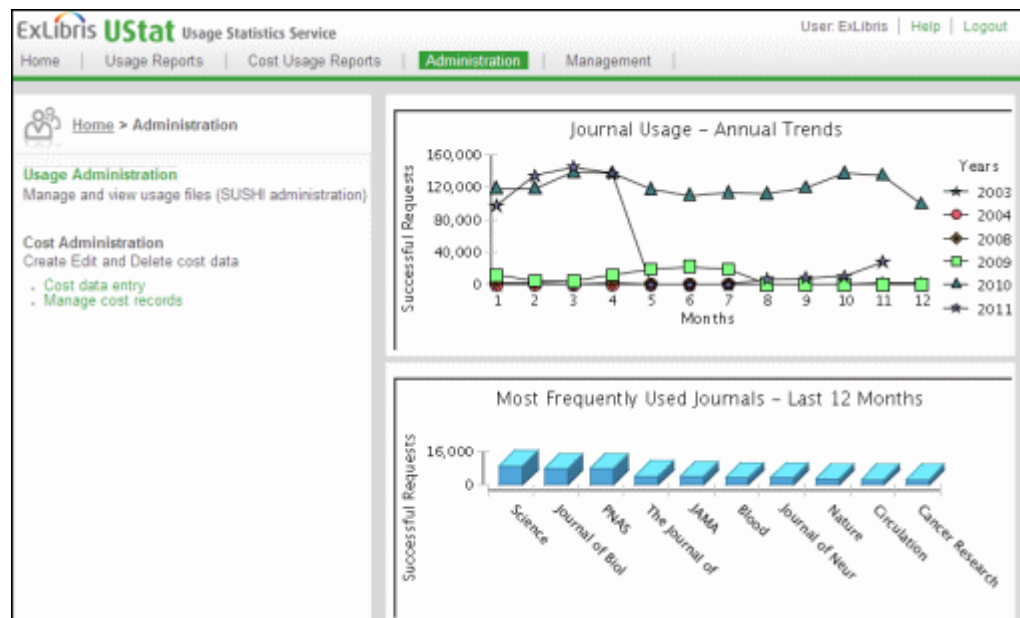 ExLibris UStat Usage Statistics Service
User: ExLibris | Help | Logout
Home | Usage Reports | Cost Usage Reports | Administration | Management |
Home > Administration
Usage Administration
Manage and view usage files (SUSHI administration)
Cost Administration
Create Edit and Delete cost data
Cost data entry
Manage cost records
Journal Usage – Annual Trends
Successful Requests
160,000
120,000
80,000
40,000
0
1 2 3 4 5 6 7 8 9 10 11 12
Months
Years
2003
2004
2008
2009
2010
2011
Most Frequently Used Journals – Last 12 Months
Successful Requests
16,000
0
Science
Journal of Biol
PNAS
The Journal of
JAMA
Blood
Journal of Neur
Nature
Circulation
Cancer Research